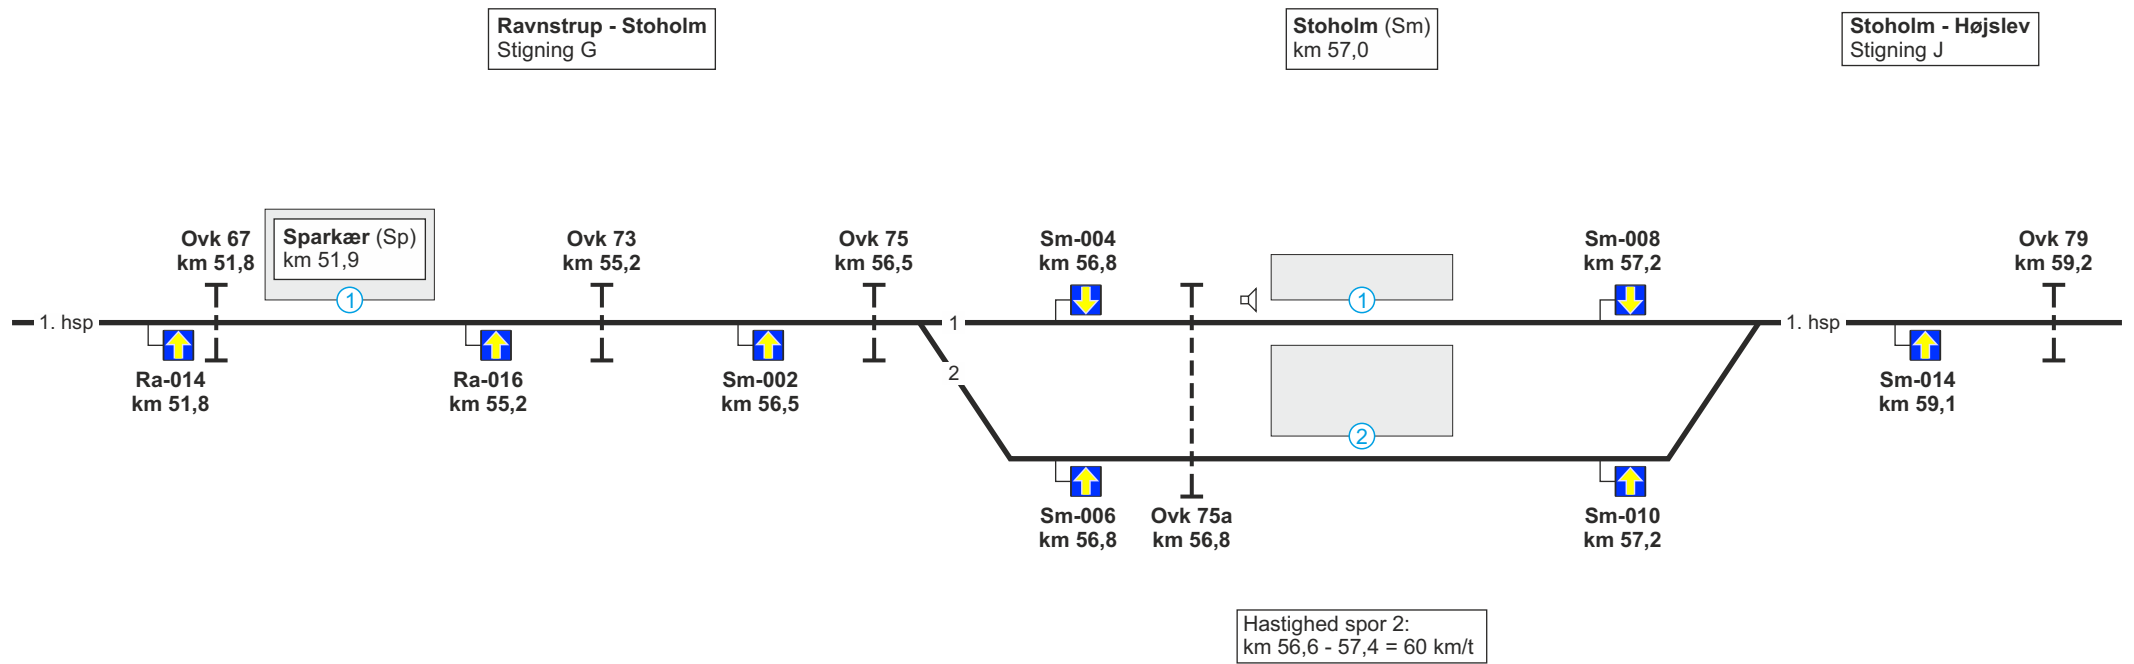 Ravnstrup - Stoholm
Stigning G
Stoholm (Sm)
km 57,0
Stoholm - Højslev
Stigning J
Ovk 67
km 51,8
Sparkær (Sp)
km 51,9
1
Ovk 73
km 55,2
Ovk 75
km 56,5
Sm-004
km 56,8
1
Sm-008
km 57,2
Ovk 79
km 59,2
1. hsp
1
1. hsp
2
Ra-014
km 51,8
Ra-016
km 55,2
Sm-002
km 56,5
Sm-014
km 59,1
2
Sm-006
km 56,8
Ovk 75a
km 56,8
Sm-010
km 57,2
Hastighed spor 2:
km 56,6 - 57,4 = 60 km/t